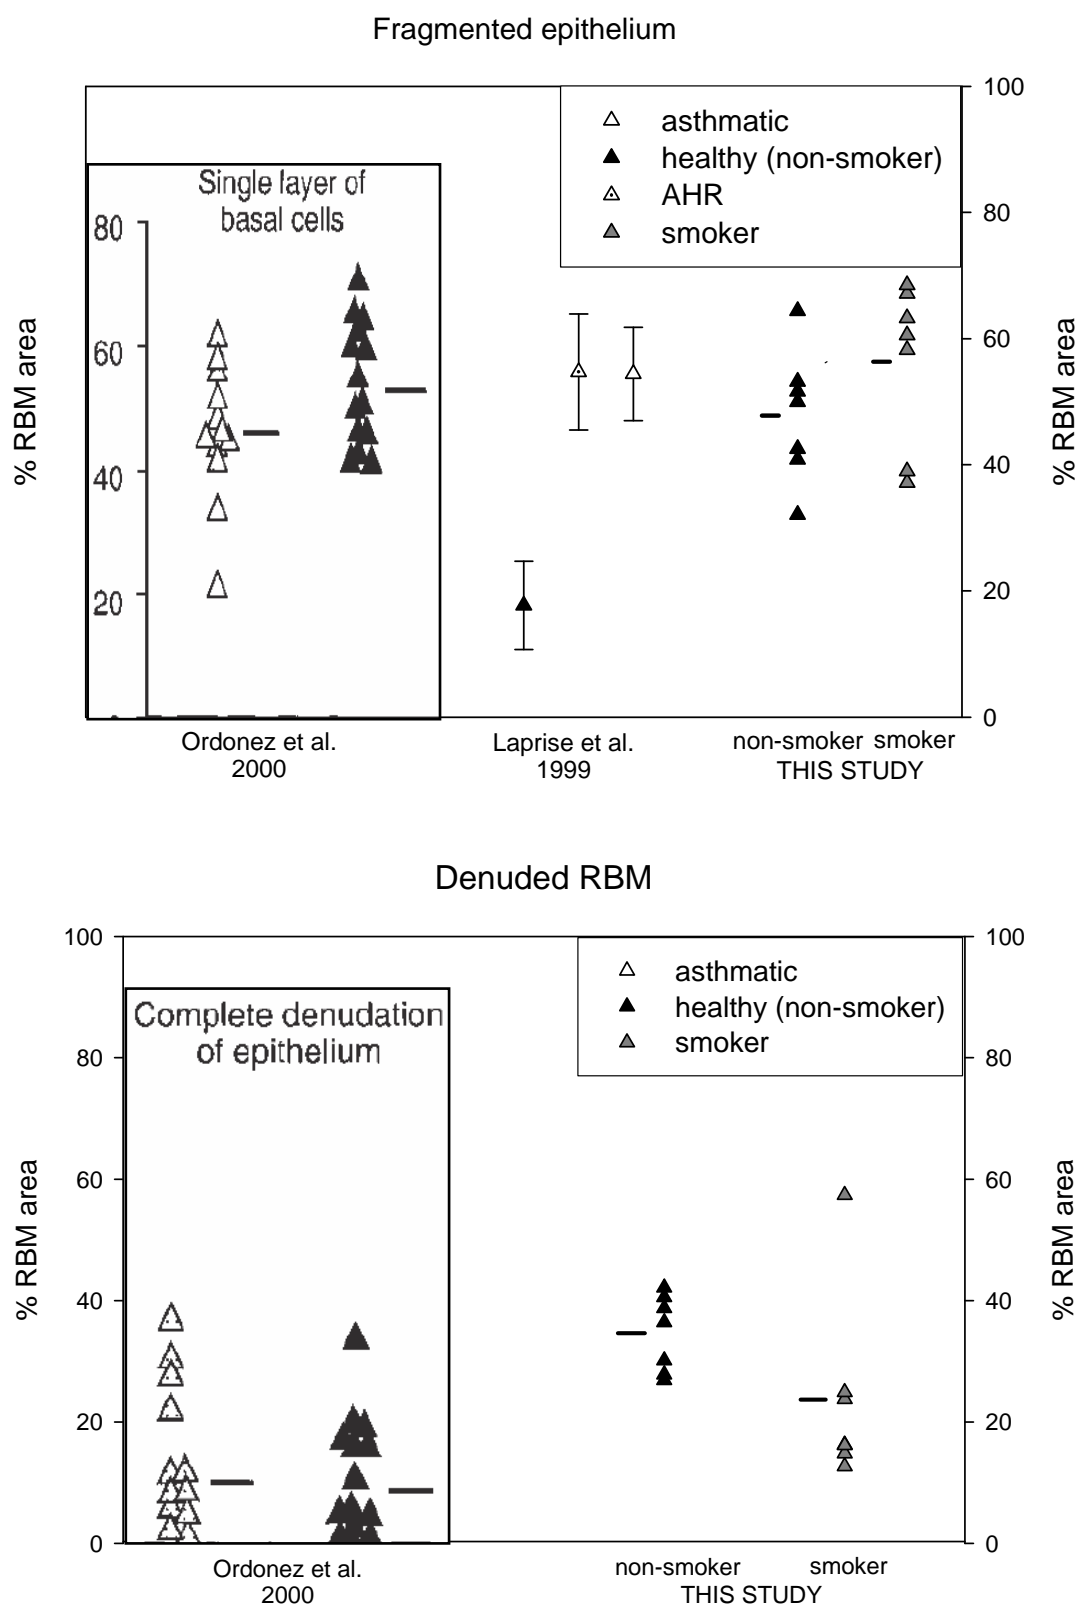 Fragmented epithelium
100
asthmatic
healthy (non-smoker)
AHR
smoker
Single layer of
basal cells
80
80
60
60
40
40
20
20
0
% RBM area
% RBM area
Ordonez et al.
2000
Laprise et al.
1999
non-smoker smoker
THIS STUDY
Denuded RBM
100
100
asthmatic
healthy (non-smoker)
smoker
Complete denudation
of epithelium
80
80
60
60
40
40
20
20
0
0
% RBM area
% RBM area
Ordonez et al.
2000
non-smoker
smoker
THIS STUDY